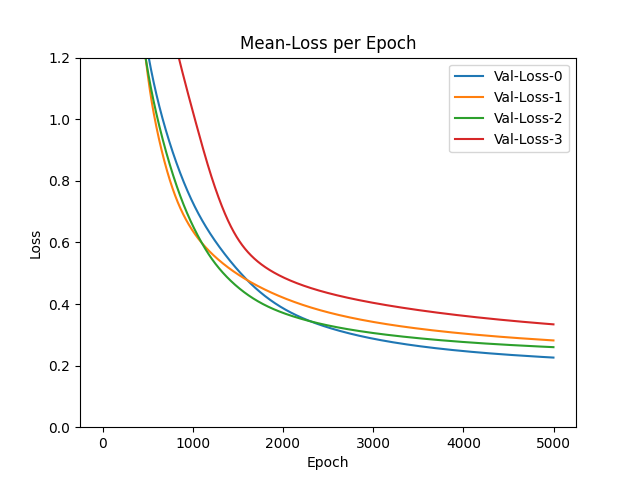 Mean-Loss per Epoch
1.2
1.0
0.8
0.6
0.4
0.2
0.0
Loss
Val-Loss-0
Val-Loss-1
Val-Loss-2
Val-Loss-3
0 1000 2000 3000 4000 5000
Epoch